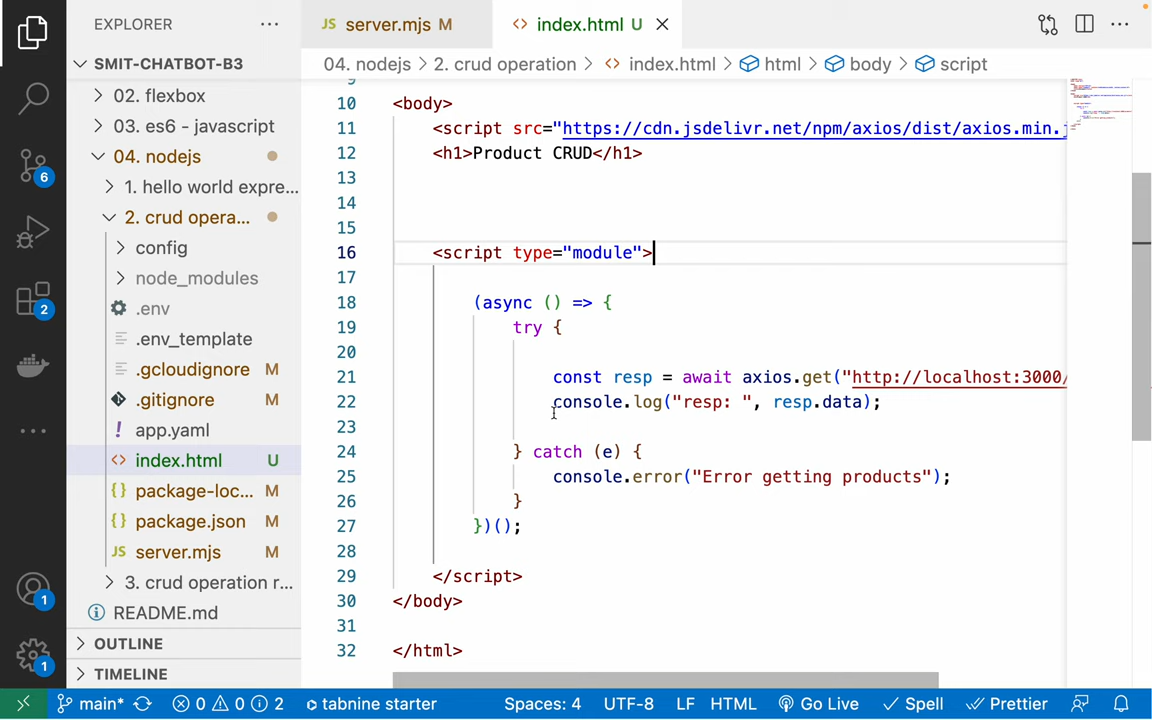 EXPLORER ···
JS server.mjs M <> index.html U
SMIT-CHATBOT-B3
04. nodejs > 2. crud operation > <> index.html > html > body > script
02. flexbox
03. es6 - javascript
04. nodejs
1. hello world expre...
2. crud opera...
config
node_modules
.env
.env_template
.gcloudignore M
.gitignore M
app.yaml
<> index.html U
{} package-loc... M
{} package.json M
JS server.mjs M
3. crud operation r...
README.md
OUTLINE
TIMELINE
6
2
1
1
9
10 <body>
11 <script src="https://cdn.jsdelivr.net/npm/axios/dist/axios.min.j
12 <h1>Product CRUD</h1>
13
14
15
16 <script type="module">
17
18 (async () => {
19 try {
20
21 const resp = await axios.get("http://localhost:3000/
22 console.log("resp: ", resp.data);
23
24 } catch (e) {
25 console.error("Error getting products");
26 }
27 })();
28
29 </script>
30 </body>
31
32 </html>
main* 0 0 2 tabnine starter Spaces: 4 UTF-8 LF HTML Go Live Spell Prettier